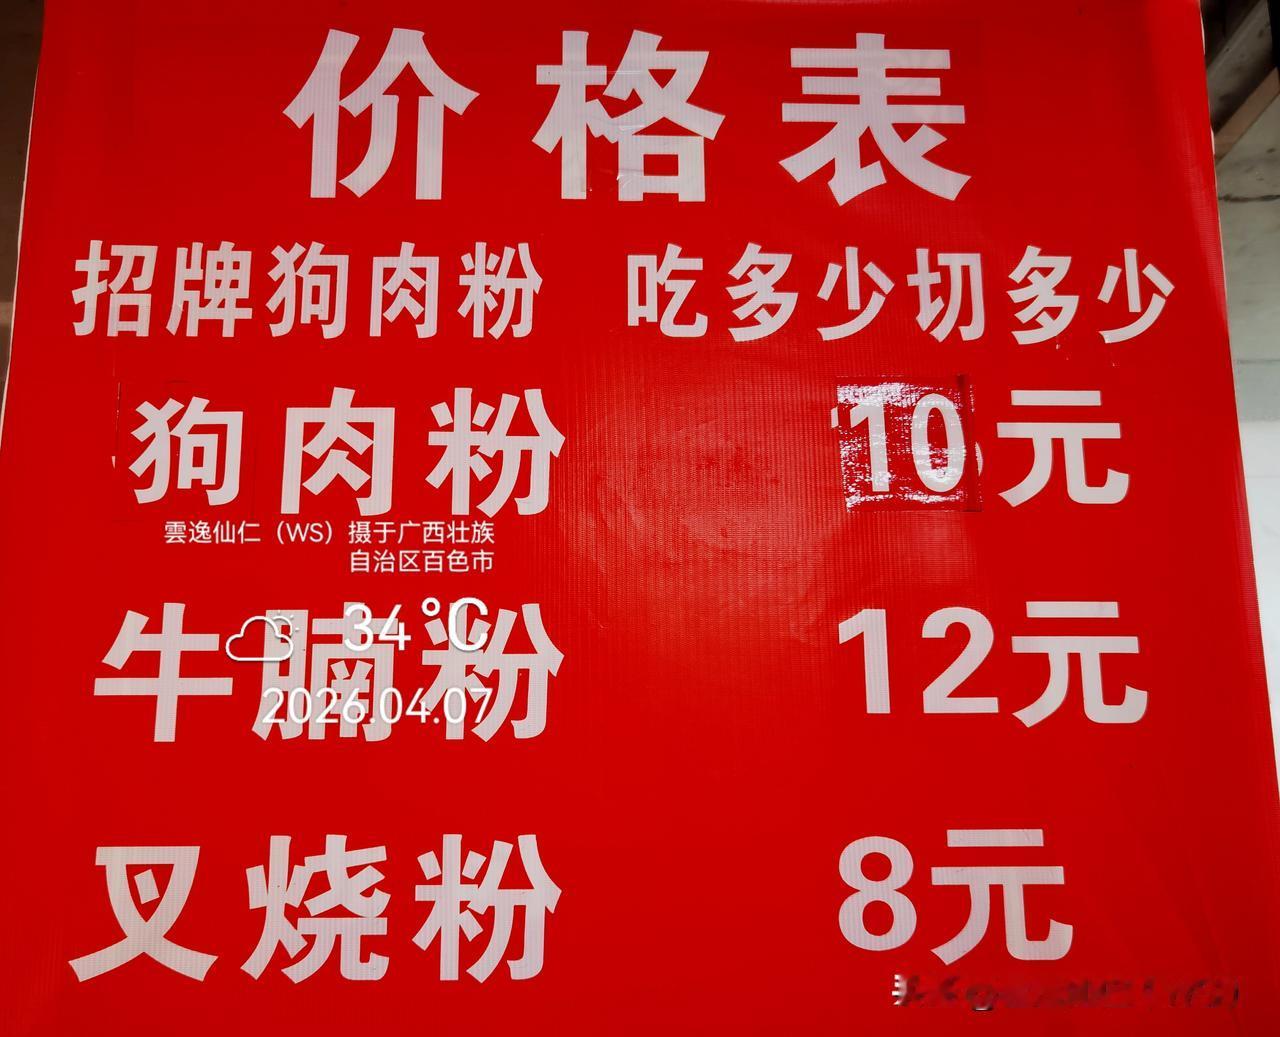 价格表
招牌狗肉粉 吃多少切多少
狗肉粉 10元
雲逸仙仁（WS）摄于广西壮族
自治区百色市
牛腩粉 12元
34℃
2026.04.07
叉烧粉 8元